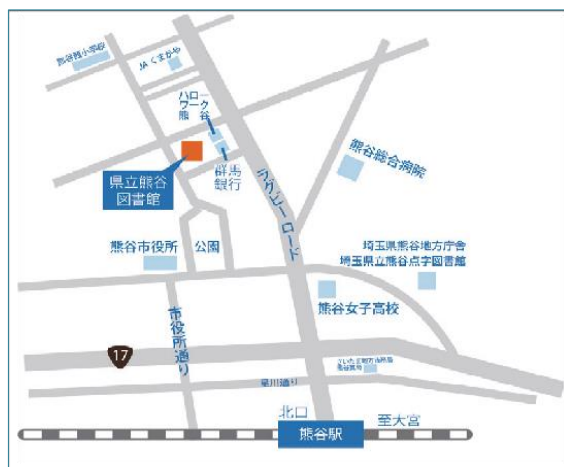 熊谷西小学校
JAくまがや
ハロー
ワーク
熊谷
県立熊谷
図書館
群馬
銀行
ラグビーロード
熊谷総合病院
熊谷市役所
公園
埼玉県熊谷地方庁舎
埼玉県立熊谷点字図書館
熊谷女子高校
市役所通り
17
星川通り
北口
熊谷駅
至大宮